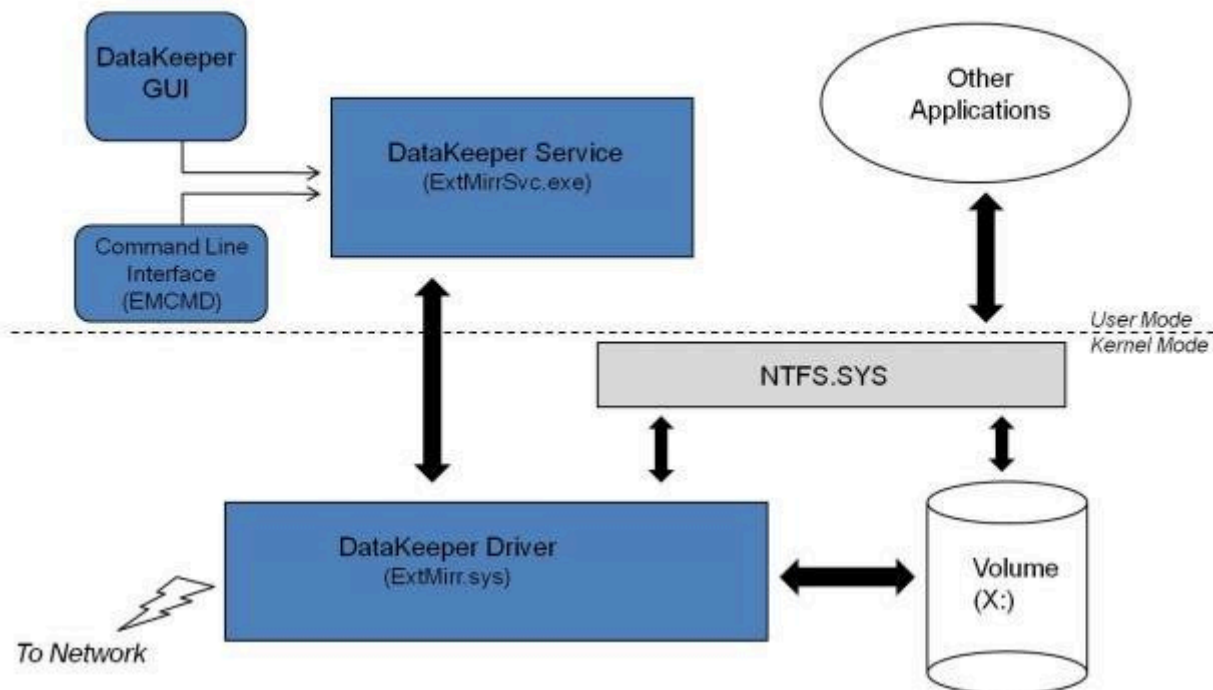 DataKeeper
GUI
Other
Applications
DataKeeper Service
(ExtMirrSvc.exe)
Command Line
Interface
(EMCMD)
User Mode
Kernel Mode
NTFS.SYS
DataKeeper Driver
(ExtMirr.sys)
Volume
(X:)
To Network